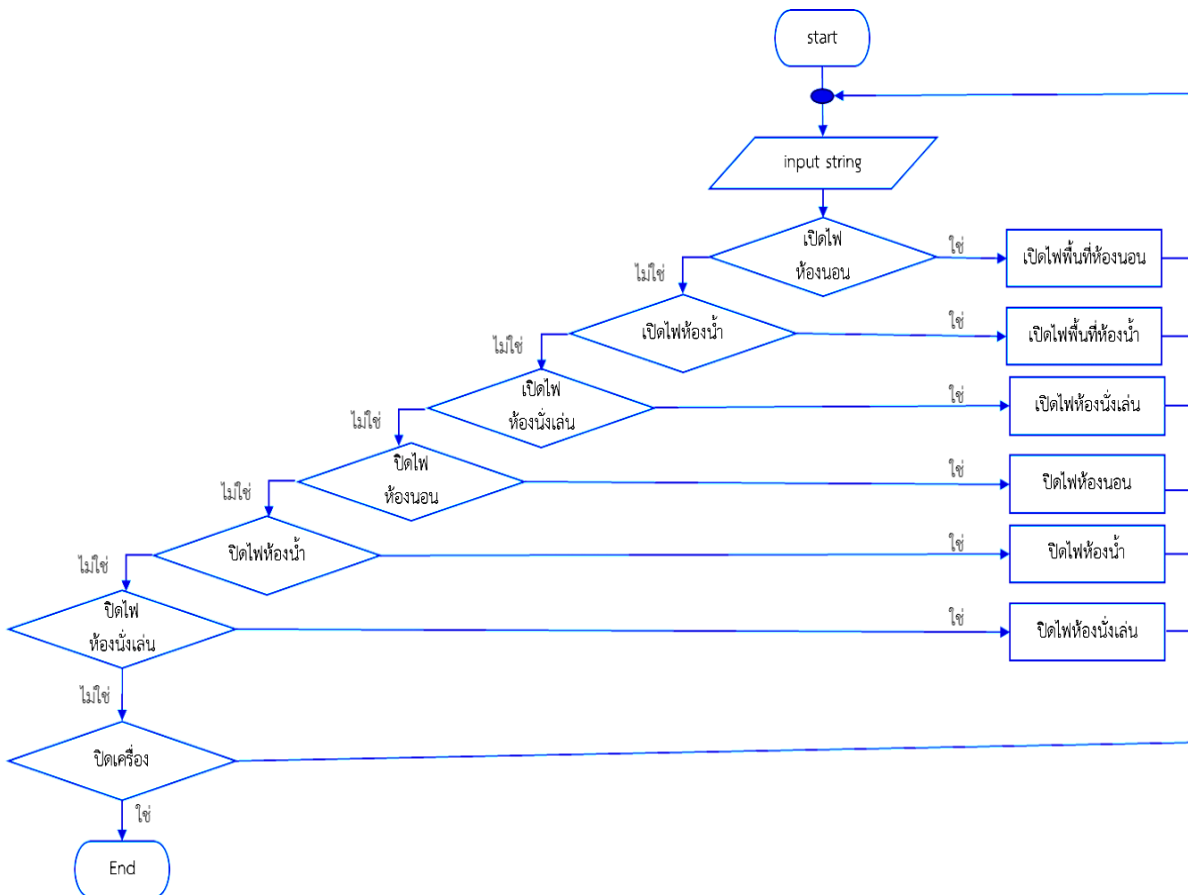 start
input string
เปิดไฟ
ห้องนอน
ใช่
เปิดไฟพื้นที่ห้องนอน
ไม่ใช่
เปิดไฟห้องน้ำ
ใช่
เปิดไฟพื้นที่ห้องน้ำ
ไม่ใช่
เปิดไฟ
ห้องนั่งเล่น
ใช่
เปิดไฟห้องนั่งเล่น
ไม่ใช่
ปิดไฟ
ห้องนอน
ใช่
ปิดไฟห้องนอน
ไม่ใช่
ปิดไฟห้องน้ำ
ใช่
ปิดไฟห้องน้ำ
ไม่ใช่
ปิดไฟ
ห้องนั่งเล่น
ใช่
ปิดไฟห้องนั่งเล่น
ไม่ใช่
ปิดเครื่อง
ใช่
End